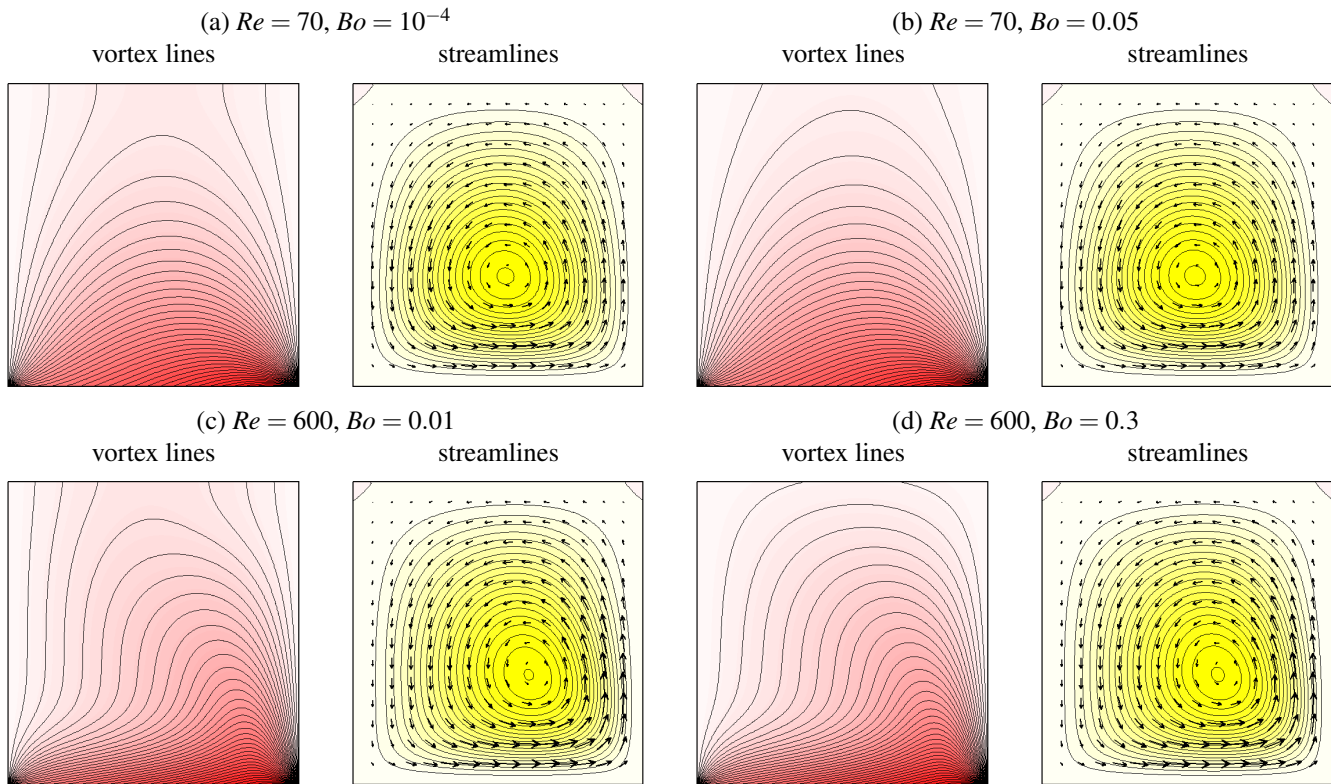 (a) Re = 70, Bo = 10⁻⁴
vortex lines
streamlines
(b) Re = 70, Bo = 0.05
vortex lines
streamlines
(c) Re = 600, Bo = 0.01
vortex lines
streamlines
(d) Re = 600, Bo = 0.3
vortex lines
streamlines